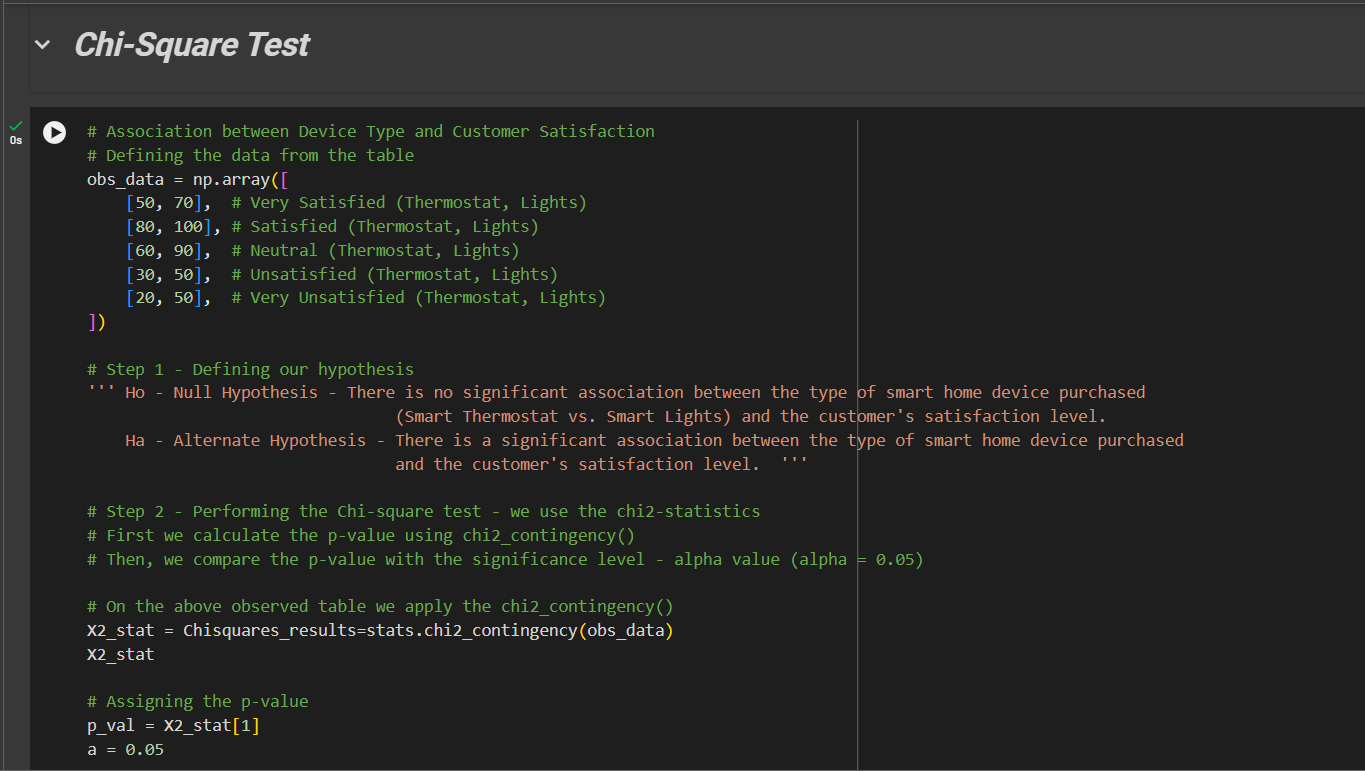 Chi-Square Test
0s
# Association between Device Type and Customer Satisfaction
# Defining the data from the table
obs_data = np.array([
    [50, 70],  # Very Satisfied (Thermostat, Lights)
    [80, 100], # Satisfied (Thermostat, Lights)
    [60, 90],  # Neutral (Thermostat, Lights)
    [30, 50],  # Unsatisfied (Thermostat, Lights)
    [20, 50],  # Very Unsatisfied (Thermostat, Lights)
])
# Step 1 - Defining our hypothesis
''' Ho - Null Hypothesis - There is no significant association between the type of smart home device purchased
                                (Smart Thermostat vs. Smart Lights) and the customer's satisfaction level.
    Ha - Alternate Hypothesis - There is a significant association between the type of smart home device purchased
                                and the customer's satisfaction level.  '''
# Step 2 - Performing the Chi-square test - we use the chi2-statistics
# First we calculate the p-value using chi2_contingency()
# Then, we compare the p-value with the significance level - alpha value (alpha = 0.05)
# On the above observed table we apply the chi2_contingency()
X2_stat = Chisquares_results=stats.chi2_contingency(obs_data)
X2_stat
# Assigning the p-value
p_val = X2_stat[1]
a = 0.05